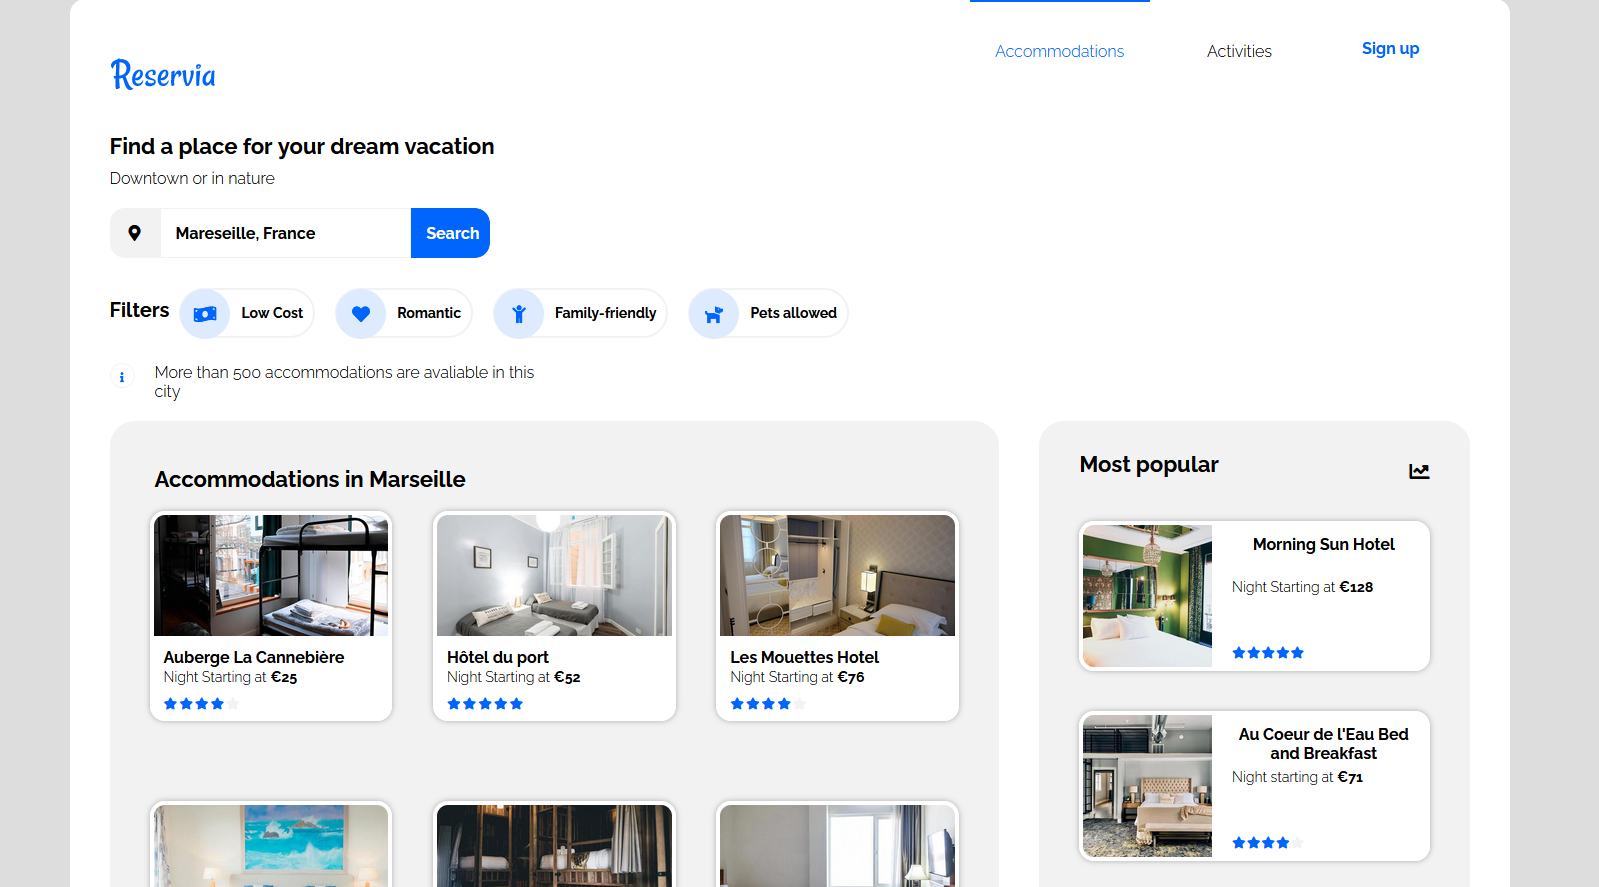 Accommodations
Activities
Sign up
Reservia
Find a place for your dream vacation
Downtown or in nature
Mareseille, France
Search
Filters
Low Cost
Romantic
Family-friendly
Pets allowed
More than 500 accommodations are avaliable in this
city
Accommodations in Marseille
Auberge La Cannebière
Night Starting at €25
Hôtel du port
Night Starting at €52
Les Mouettes Hotel
Night Starting at €76
Most popular
Morning Sun Hotel
Night Starting at €128
Au Coeur de l'Eau Bed
and Breakfast
Night starting at €71